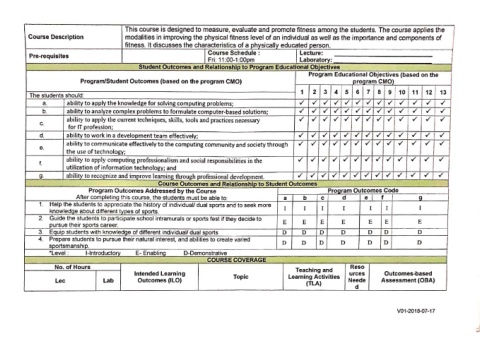 Course Description
This course is designed to measure, evaluate and promote fitness among the students. The course applies the
modalities in improving the physical fitness level of an individual as well as the importance and components of
fitness. It discusses the characteristics of a physically educated person.
Pre-requisites
Course Schedule :
Fri: 11:00-1:00pm
Lecture:
Laboratory:
Student Outcomes and Relationship to Program Educational Objectives
Program/Student Outcomes (based on the program CMO)
Program Educational Objectives (based on the
program CMO)
1 2 3 4 5 6 7 8 9 10 11 12 13
The students should:
a. ability to apply the knowledge for solving computing problems; ✓ ✓ ✓ ✓ ✓ ✓ ✓ ✓ ✓ ✓ ✓ ✓ ✓
b. ability to analyze complex problems to formulate computer-based solutions; ✓ ✓ ✓ ✓ ✓ ✓ ✓ ✓ ✓ ✓ ✓ ✓ ✓
c. ability to apply the current techniques, skills, tools and practices necessary
for IT profession; ✓ ✓ ✓ ✓ ✓ ✓ ✓ ✓ ✓ ✓ ✓ ✓ ✓
d. ability to work in a development team effectively; ✓ ✓ ✓ ✓ ✓ ✓ ✓ ✓ ✓ ✓ ✓ ✓ ✓
e. ability to communicate effectively to the computing community and society through
the use of technology; ✓ ✓ ✓ ✓ ✓ ✓ ✓ ✓ ✓ ✓ ✓ ✓ ✓
f. ability to apply computing professionalism and social responsibilities in the
utilization of information technology; and ✓ ✓ ✓ ✓ ✓ ✓ ✓ ✓ ✓ ✓ ✓ ✓ ✓
g. ability to recognize and improve learning through professional development. ✓ ✓ ✓ ✓ ✓ ✓ ✓ ✓ ✓ ✓ ✓ ✓ ✓
Course Outcomes and Relationship to Student Outcomes
Program Outcomes Addressed by the Course
Program Outcomes Code
After completing this course, the students must be able to: a b c d e f g
1. Help the students to appreciate the history of individual dual sports and to seek more
knowledge about different types of sports. I I I I I I I
2. Guide the students to participate school intramurals or sports fest if they decide to
pursue their sports career. E E E E E E E
3. Equip students with knowledge of different individual dual sports D D D D D D D
4. Prepare students to pursue their natural interest, and abilities to create varied
sportsmanship. D D D D D D D
*Level : I-Introductory E- Enabling D-Demonstrative
COURSE COVERAGE
No. of Hours
Lec Lab
Intended Learning
Outcomes (ILO)
Topic
Teaching and
Learning Activities
(TLA)
Reso
urces
Neede
d
Outcomes-based
Assessment (OBA)
V01-2018-07-17